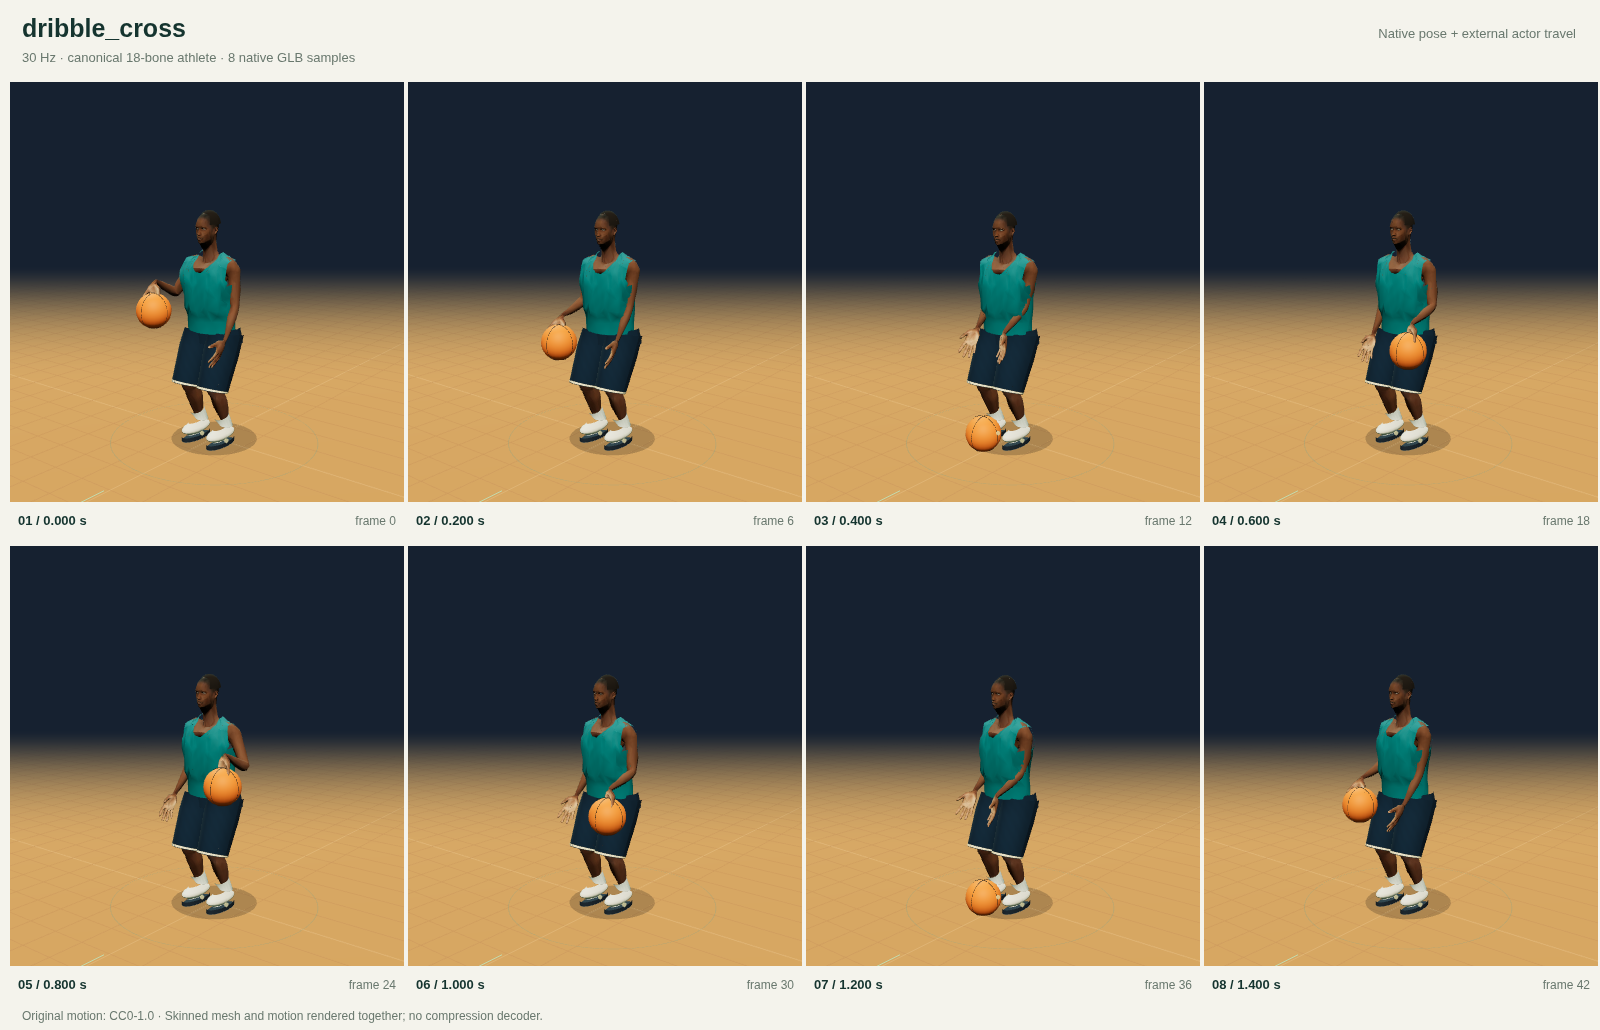 dribble_cross
30 Hz · canonical 18-bone athlete · 8 native GLB samples
Native pose + external actor travel
01 / 0.000 s frame 0
02 / 0.200 s frame 6
03 / 0.400 s frame 12
04 / 0.600 s frame 18
05 / 0.800 s frame 24
06 / 1.000 s frame 30
07 / 1.200 s frame 36
08 / 1.400 s frame 42
Original motion: CC0-1.0 · Skinned mesh and motion rendered together; no compression decoder.